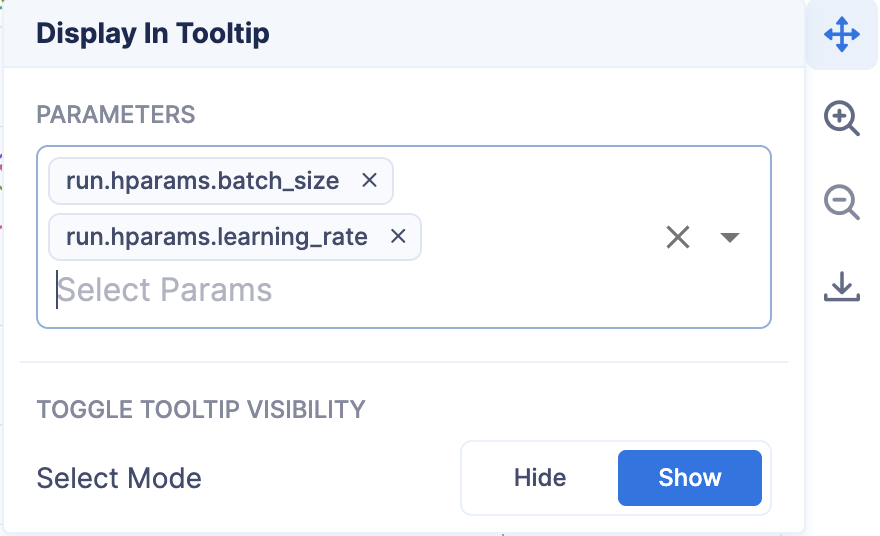 Display In Tooltip
PARAMETERS
run.hparams.batch_size
run.hparams.learning_rate
Select Params
TOGGLE TOOLTIP VISIBILITY
Select Mode Hide Show